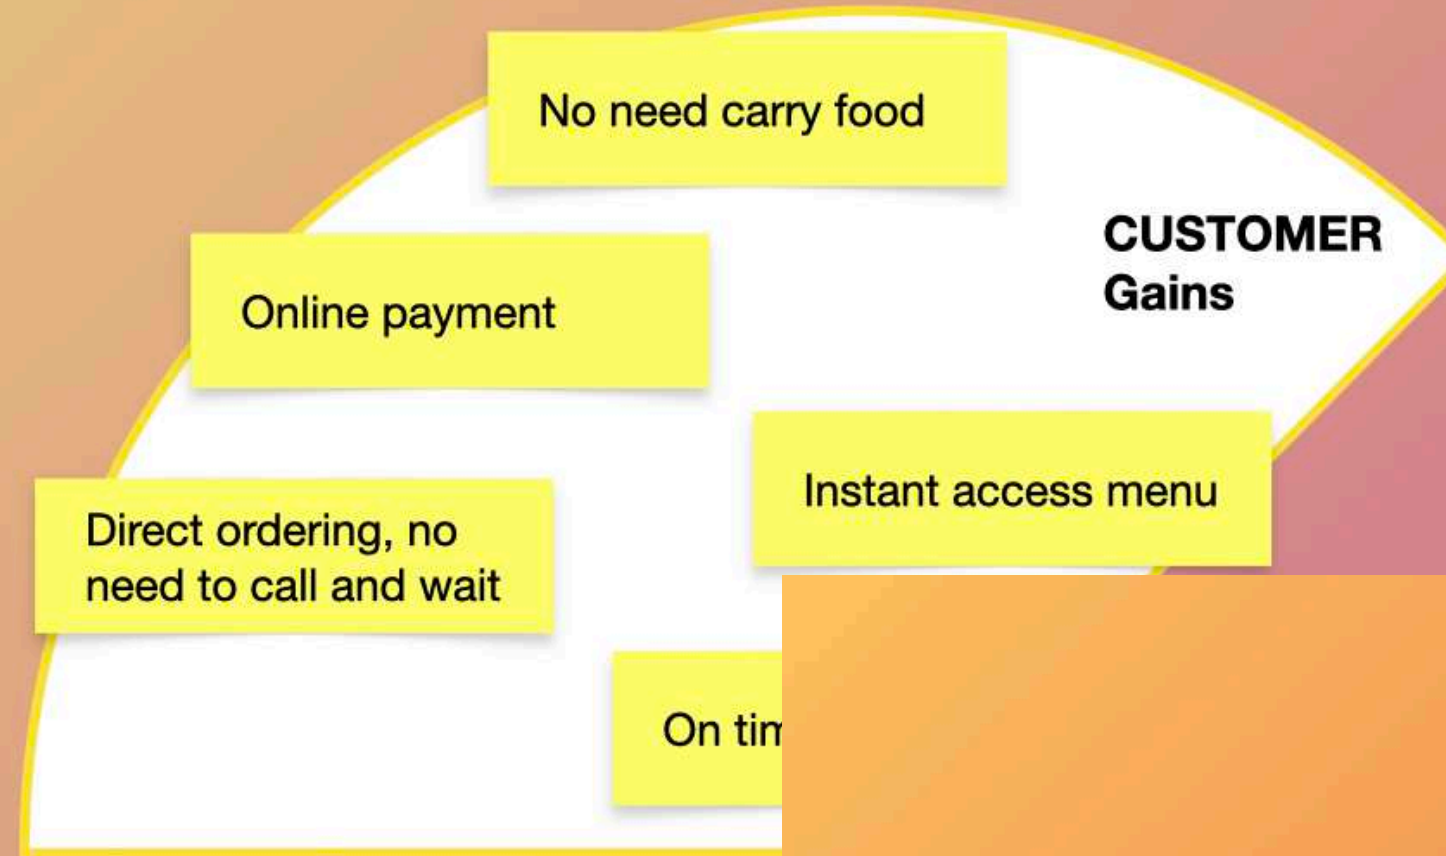 No need carry food
CUSTOMER
Gains
Online payment
Instant access menu
Direct ordering, no
need to call and wait
On